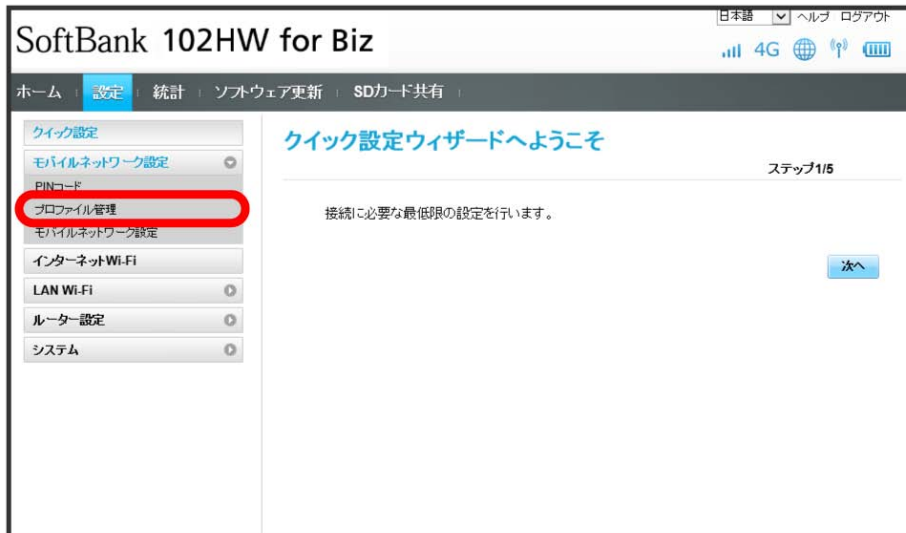 日本語 ヘルプ ログアウト
SoftBank 102HW for Biz
4G
ホーム 設定 統計 ソフトウェア更新 SDカード共有
クイック設定
モバイルネットワーク設定
PINコード
プロファイル管理
モバイルネットワーク設定
インターネットWi-Fi
LAN Wi-Fi
ルーター設定
システム
クイック設定ウィザードへようこそ
ステップ1/5
接続に必要な最低限の設定を行います。
次へ